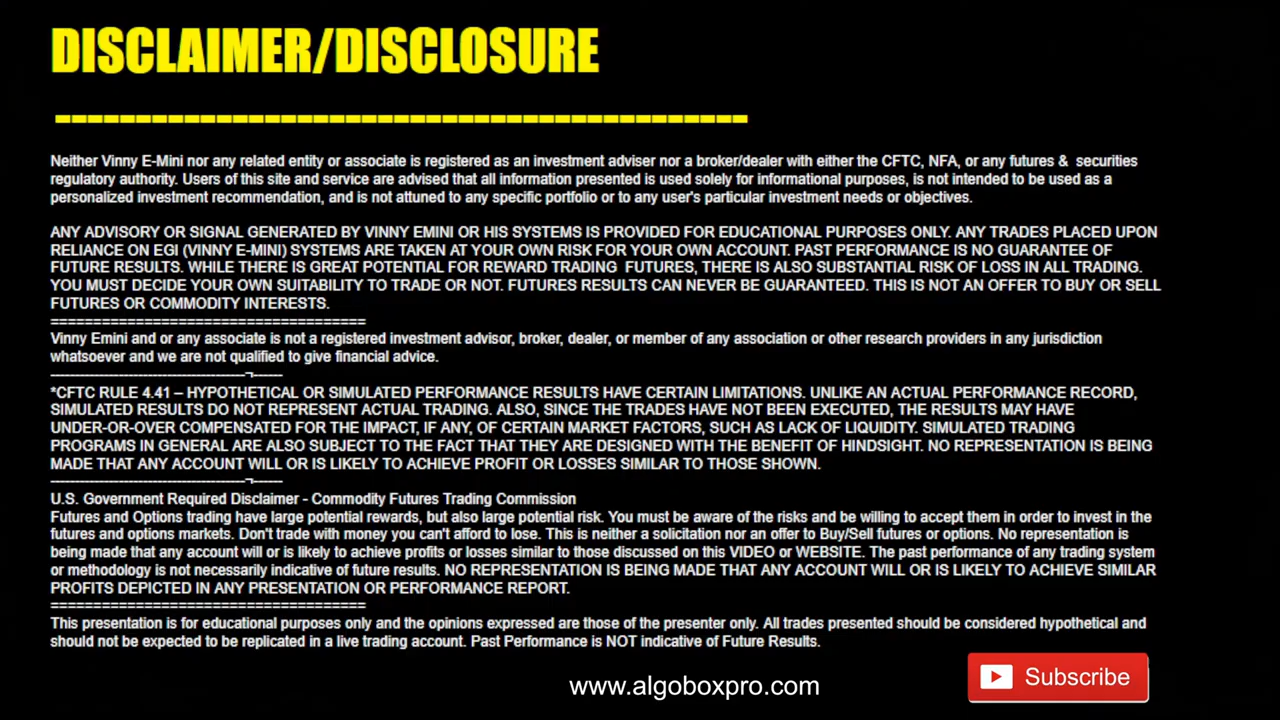 DISCLAIMER/DISCLOSURE
-------------------------------------------
Neither Vinny E-Mini nor any related entity or associate is registered as an investment adviser nor a broker/dealer with either the CFTC, NFA, or any futures & securities
regulatory authority. Users of this site and service are advised that all information presented is used solely for informational purposes, is not intended to be used as a
personalized investment recommendation, and is not attuned to any specific portfolio or to any user's particular investment needs or objectives.
ANY ADVISORY OR SIGNAL GENERATED BY VINNY EMINI OR HIS SYSTEMS IS PROVIDED FOR EDUCATIONAL PURPOSES ONLY. ANY TRADES PLACED UPON
RELIANCE ON EGI (VINNY E-MINI) SYSTEMS ARE TAKEN AT YOUR OWN RISK FOR YOUR OWN ACCOUNT. PAST PERFORMANCE IS NO GUARANTEE OF
FUTURE RESULTS. WHILE THERE IS GREAT POTENTIAL FOR REWARD TRADING FUTURES, THERE IS ALSO SUBSTANTIAL RISK OF LOSS IN ALL TRADING.
YOU MUST DECIDE YOUR OWN SUITABILITY TO TRADE OR NOT. FUTURES RESULTS CAN NEVER BE GUARANTEED. THIS IS NOT AN OFFER TO BUY OR SELL
FUTURES OR COMMODITY INTERESTS.
=====================================
Vinny Emini and or any associate is not a registered investment advisor, broker, dealer, or member of any association or other research providers in any jurisdiction
whatsoever and we are not qualified to give financial advice.
----------------------------------------¬------
*CFTC RULE 4.41 – HYPOTHETICAL OR SIMULATED PERFORMANCE RESULTS HAVE CERTAIN LIMITATIONS. UNLIKE AN ACTUAL PERFORMANCE RECORD,
SIMULATED RESULTS DO NOT REPRESENT ACTUAL TRADING. ALSO, SINCE THE TRADES HAVE NOT BEEN EXECUTED, THE RESULTS MAY HAVE
UNDER-OR-OVER COMPENSATED FOR THE IMPACT, IF ANY, OF CERTAIN MARKET FACTORS, SUCH AS LACK OF LIQUIDITY. SIMULATED TRADING
PROGRAMS IN GENERAL ARE ALSO SUBJECT TO THE FACT THAT THEY ARE DESIGNED WITH THE BENEFIT OF HINDSIGHT. NO REPRESENTATION IS BEING
MADE THAT ANY ACCOUNT WILL OR IS LIKELY TO ACHIEVE PROFIT OR LOSSES SIMILAR TO THOSE SHOWN.
----------------------------------------¬------
U.S. Government Required Disclaimer - Commodity Futures Trading Commission
Futures and Options trading have large potential rewards, but also large potential risk. You must be aware of the risks and be willing to accept them in order to invest in the
futures and options markets. Don't trade with money you can't afford to lose. This is neither a solicitation nor an offer to Buy/Sell futures or options. No representation is
being made that any account will or is likely to achieve profits or losses similar to those discussed on this VIDEO or WEBSITE. The past performance of any trading system
or methodology is not necessarily indicative of future results. NO REPRESENTATION IS BEING MADE THAT ANY ACCOUNT WILL OR IS LIKELY TO ACHIEVE SIMILAR
PROFITS DEPICTED IN ANY PRESENTATION OR PERFORMANCE REPORT.
=====================================
This presentation is for educational purposes only and the opinions expressed are those of the presenter only. All trades presented should be considered hypothetical and
should not be expected to be replicated in a live trading account. Past Performance is NOT indicative of Future Results.
www.algoboxpro.com
Subscribe